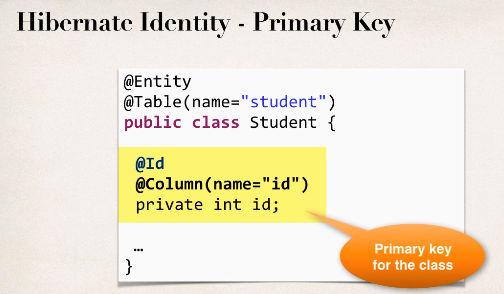 Hibernate Identity - Primary Key
@Entity
@Table(name="student")
public class Student {
@Id
@Column(name="id")
private int id;
…
}
Primary key
for the class